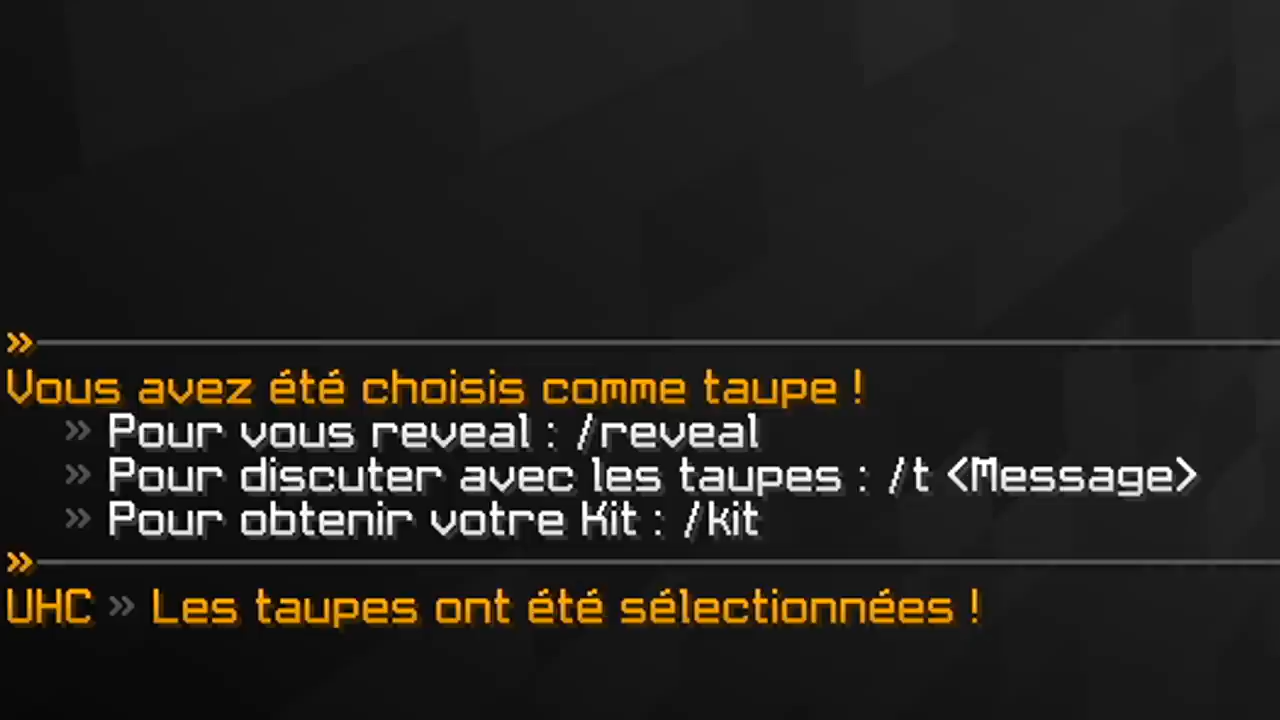 »
Vous avez été choisis comme taupe !
» Pour vous reveal : /reveal
» Pour discuter avec les taupes : /t <Message>
» Pour obtenir votre Kit : /kit
»
UHC » Les taupes ont été sélectionnées !